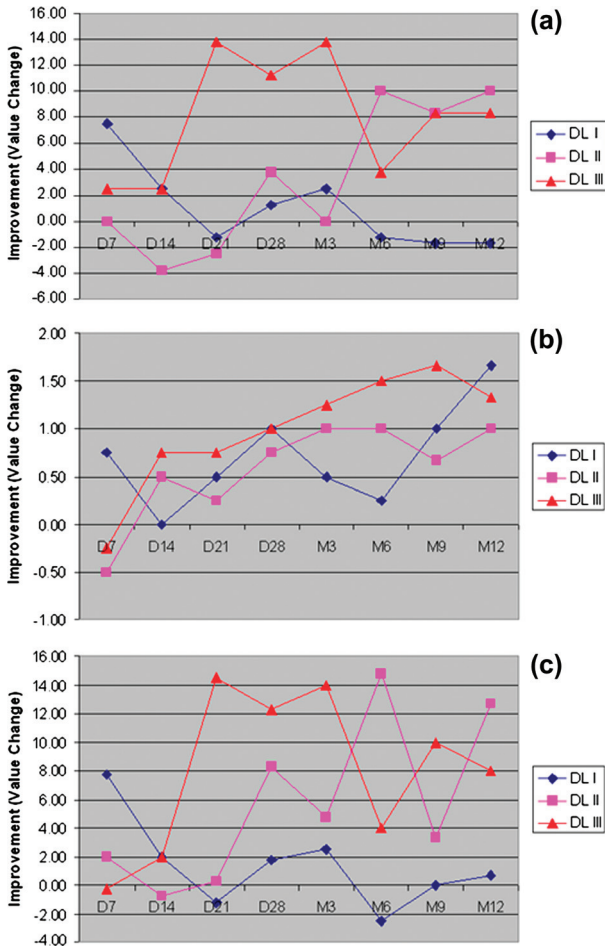 (a)
Improvement (Value Change)
16.00
14.00
12.00
10.00
8.00
6.00
4.00
2.00
0.00
-2.00
-4.00
-6.00
D7 D14 D21 D28 M3 M6 M9 M12
DL I
DL II
DL III
(b)
Improvement (Value Change)
2.00
1.50
1.00
0.50
0.00
-0.50
-1.00
D7 D14 D21 D28 M3 M6 M9 M12
DL I
DL II
DL III
(c)
Improvement (Value Change)
16.00
14.00
12.00
10.00
8.00
6.00
4.00
2.00
0.00
-2.00
-4.00
D7 D14 D21 D28 M3 M6 M9 M12
DL I
DL II
DL III